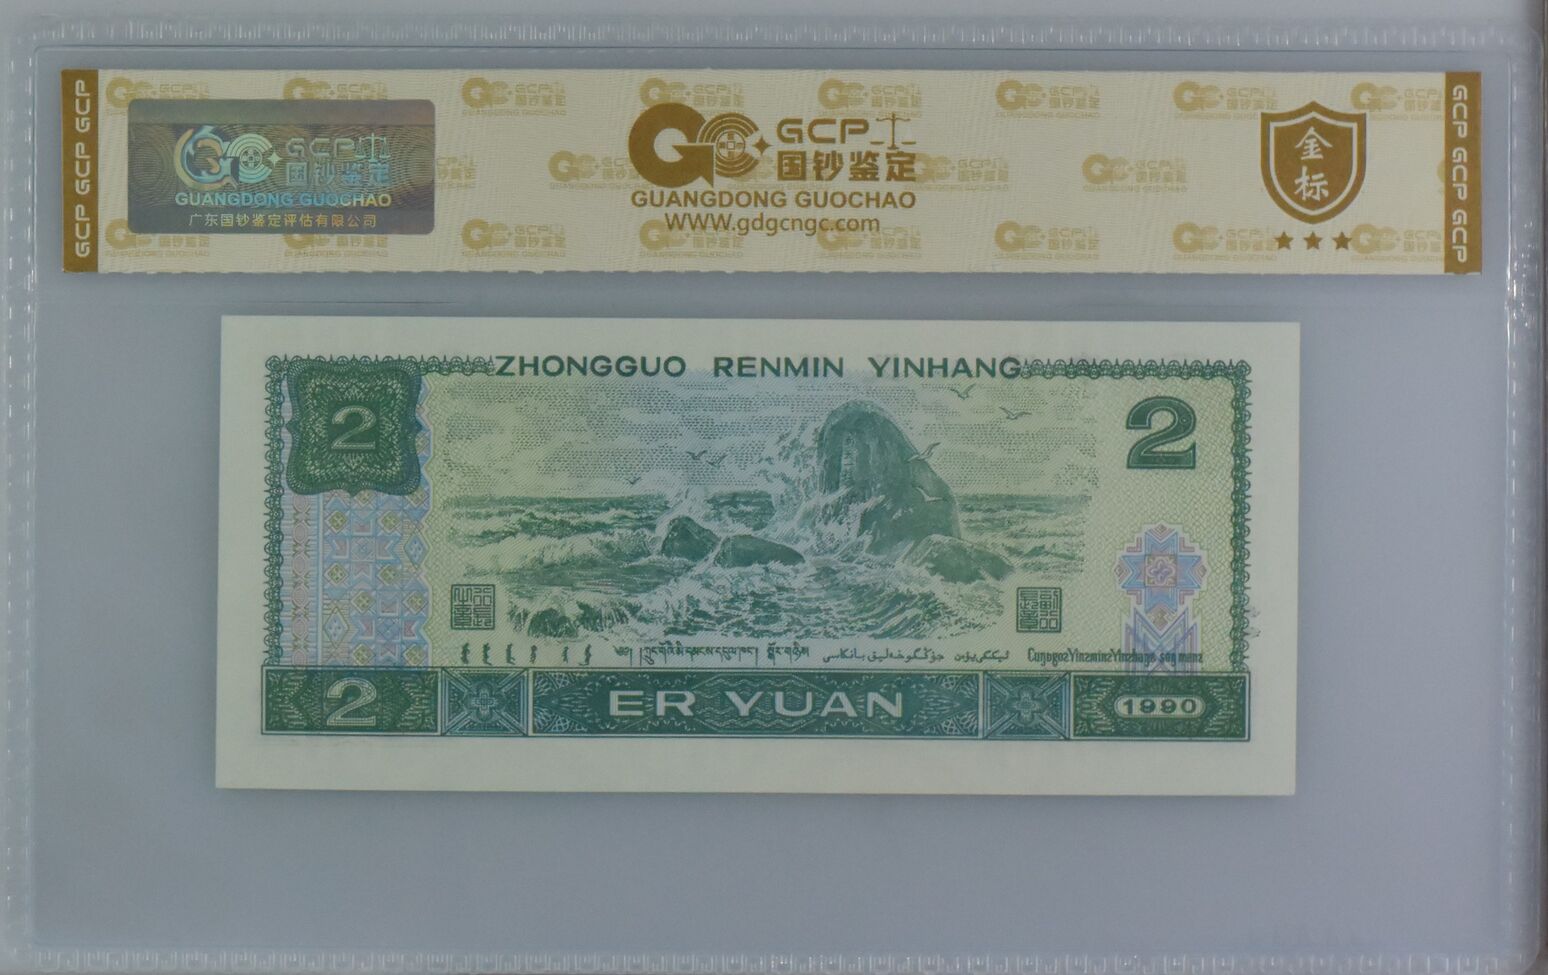 GCP GCP GCP
GCP
国钞鉴定
GUANGDONG GUOCHAO
广东国钞鉴定评估有限公司
GCP
国钞鉴定
GUANGDONG GUOCHAO
WWW.gdgcngc.com
金标
GCP GCP GCP
ZHONGGUO RENMIN YINHANG
2
2
2
ER YUAN
1990